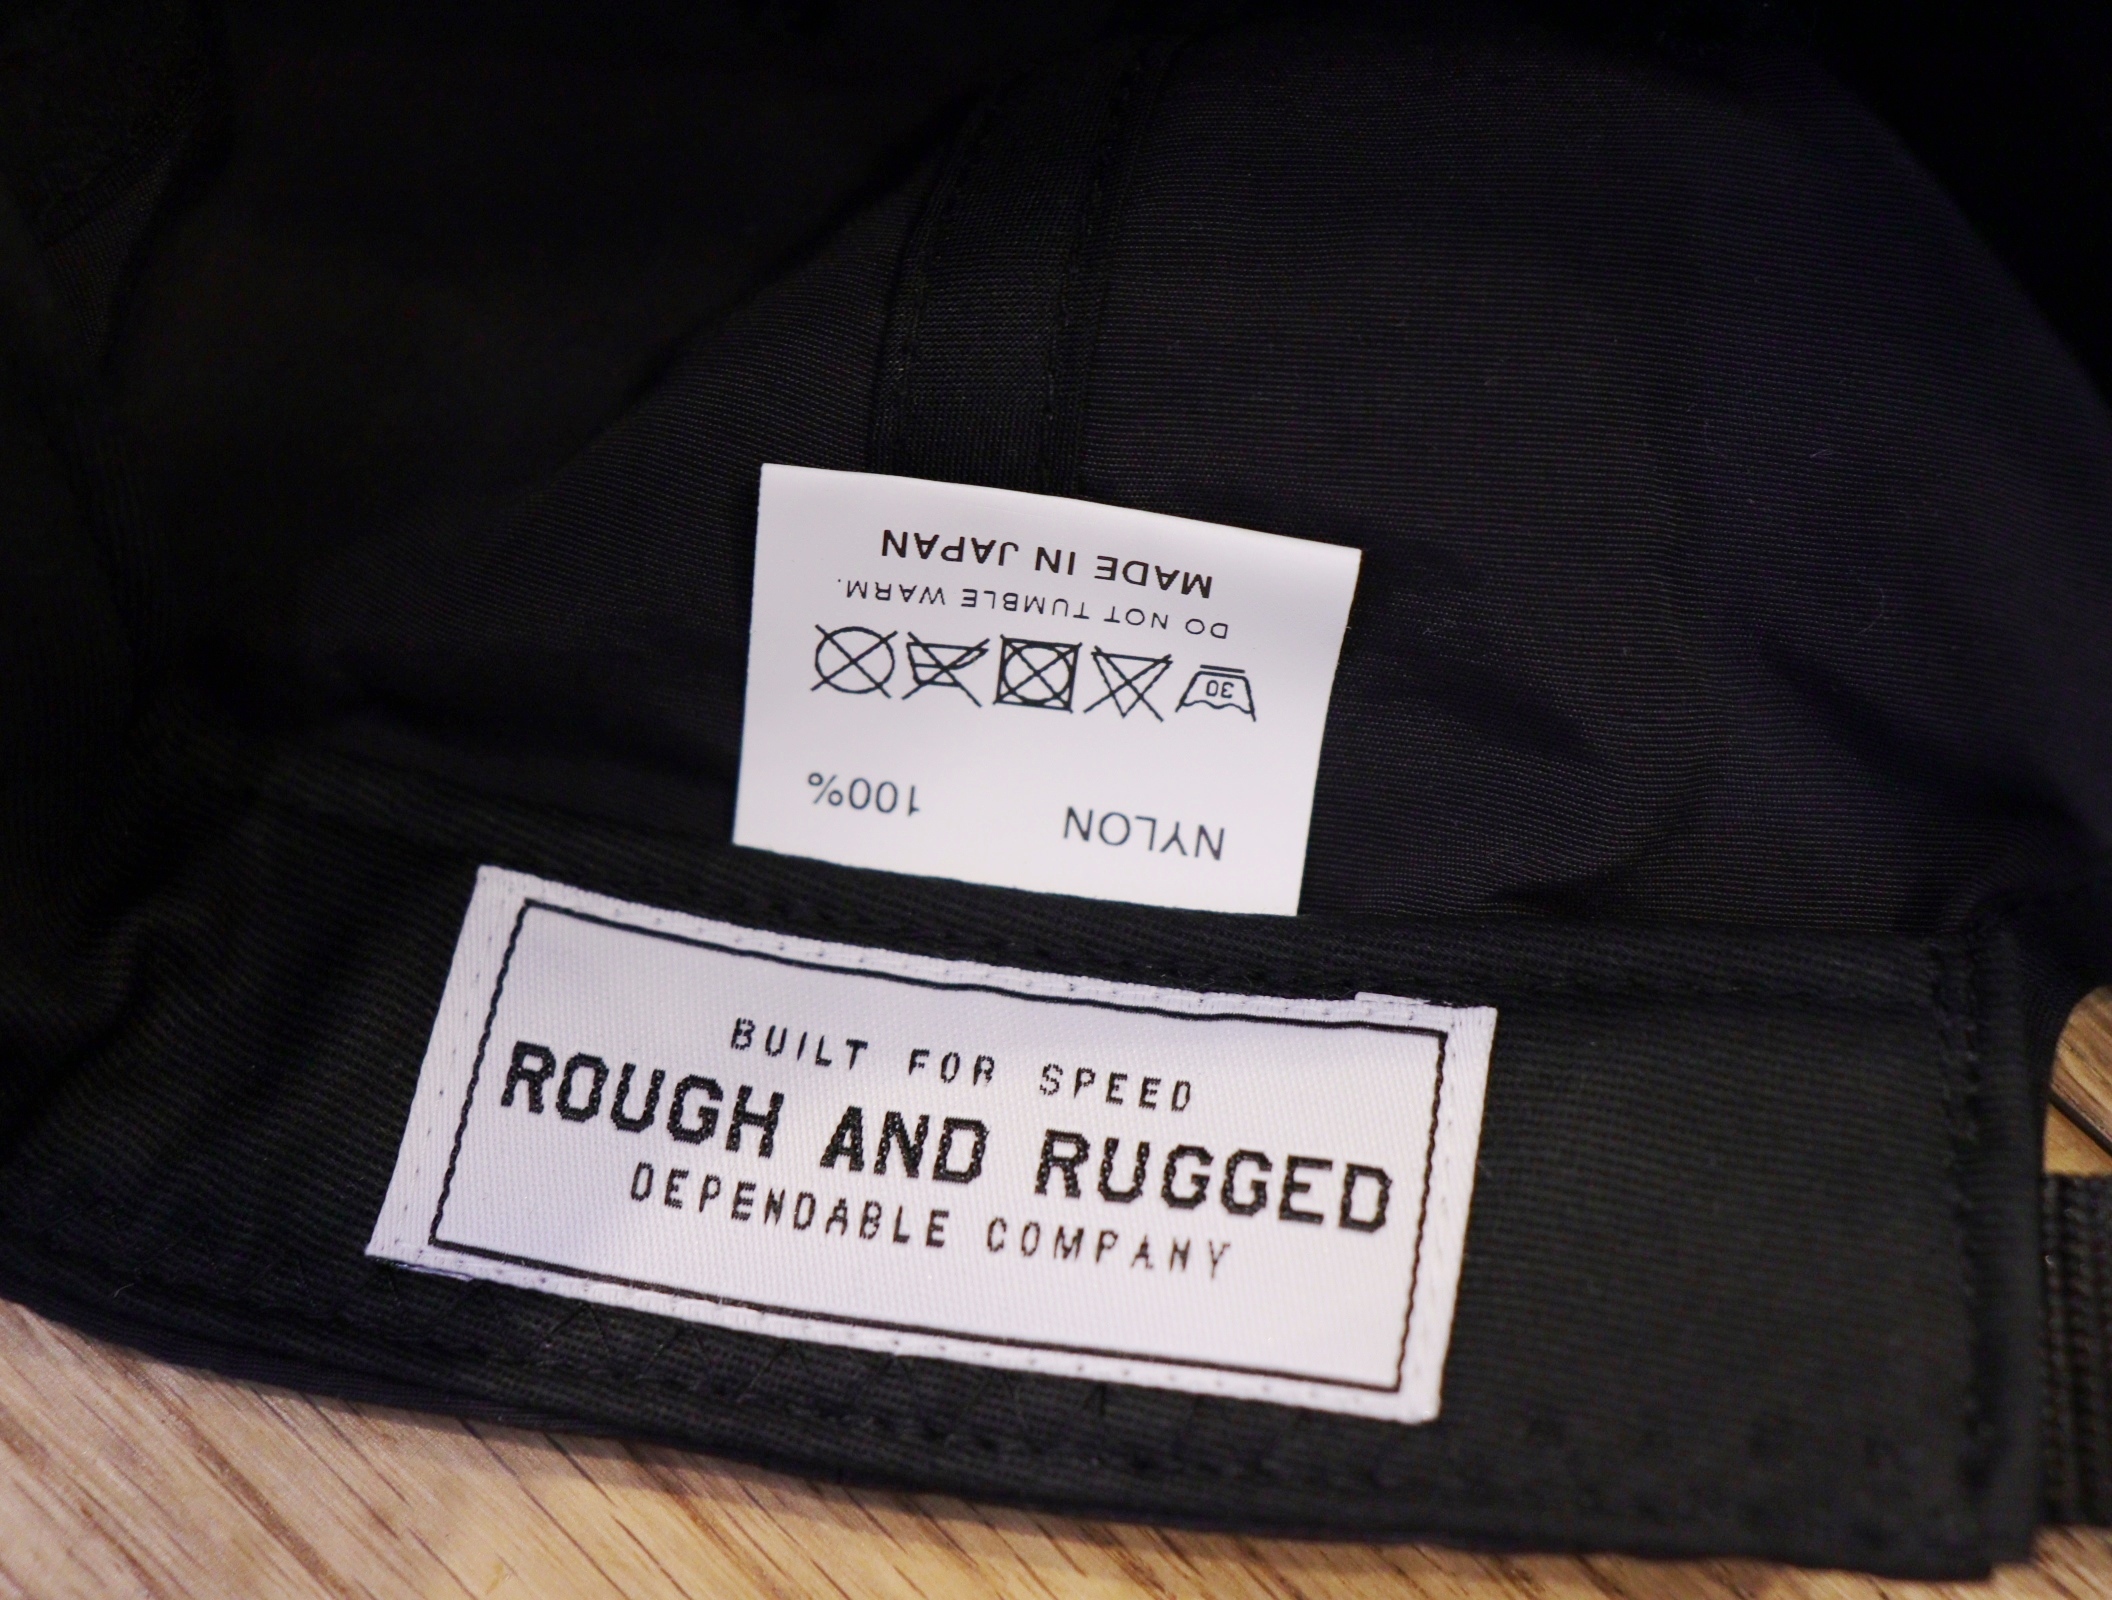 NYLON 100%
30
DO NOT TUMBLE WARM.
MADE IN JAPAN
BUILT FOR SPEED
ROUGH AND RUGGED
DEPENDABLE COMPANY